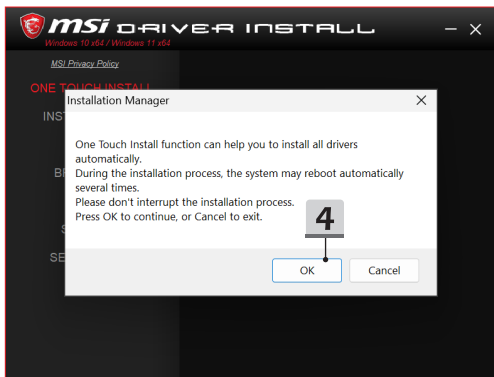 msi DRIVER INSTALL
Windows 10 x64 / Windows 11 x64
MSI Privacy Policy
ONE TOUCH INSTALL
Installation Manager
INS
One Touch Install function can help you to install all drivers
automatically.
During the installation process, the system may reboot automatically
several times.
Please don't interrupt the installation process.
Press OK to continue, or Cancel to exit.
4
SE
OK
Cancel